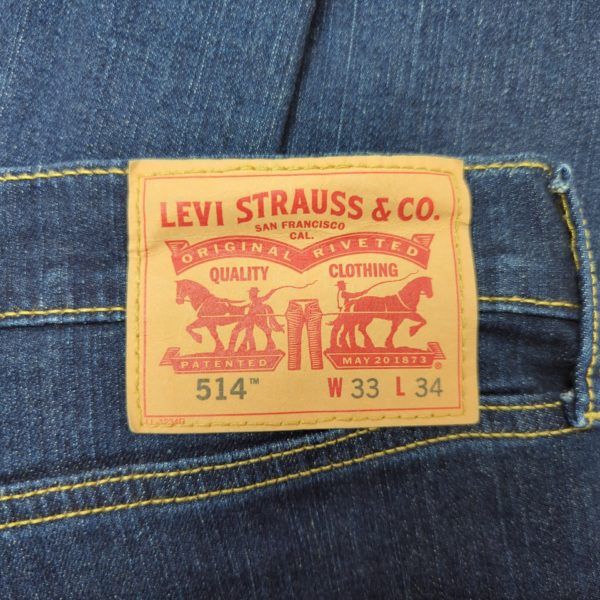 LEVI STRAUSS & CO.
SAN FRANCISCO
CAL.
ORIGINAL RIVETED
QUALITY CLOTHING
PATENTED MAY 20 1873 ®
514™ W 33 L 34